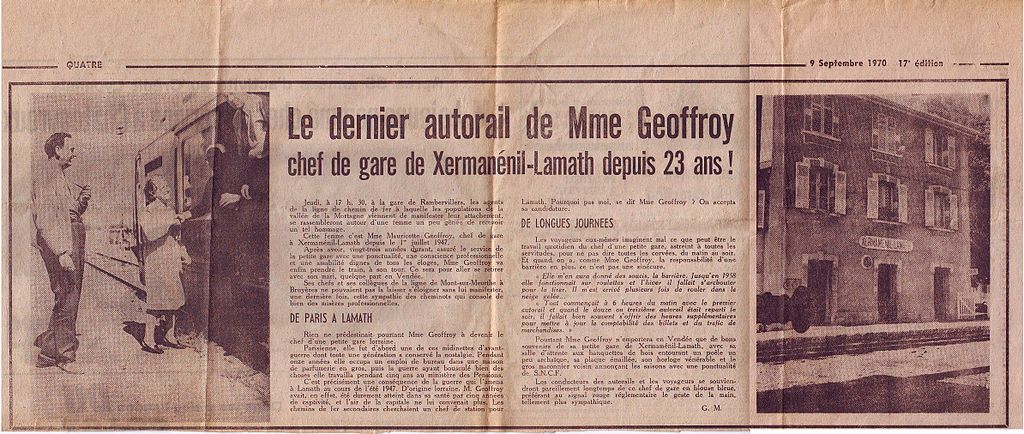 QUATRE
9 Septembre 1970 17e édition
Le dernier autorail de Mme Geoffroy
chef de gare de Xermanénil-Lamath depuis 23 ans !
Jeudi, à 17 h. 30, à la gare de Rambervillers, les agents
de la ligne de chemin de fer à laquelle les populations de la
vallée de la Mortagne viennent de manifester leur attachement,
se rassembleront autour d'une femme un peu gênée de recevoir
un tel hommage.
Cette femme c'est Mme Mauricette Geoffroy, chef de gare
à Xermanénil-Lamath depuis le 1er juillet 1947.
Après avoir, vingt-trois années durant, assuré le service de
la petite gare avec une ponctualité, une conscience professionnelle
et une amabilité dignes de tous les éloges, Mme Geoffroy va
enfin prendre le train, à son tour. Ce sera pour aller se retirer
avec son mari, quelque part en Vendée.
Ses chefs et ses collègues de la ligne de Mont-sur-Meurthe à
Bruyères ne pouvaient pas la laisser s'éloigner sans lui manifester,
une dernière fois, cette sympathie des cheminots qui console de
bien des misères professionnelles.
DE PARIS A LAMATH
Rien ne prédestinait pourtant Mme Geoffroy à devenir le
chef d'une petite gare lorraine.
Parisienne, elle fut d'abord une de ces midinettes d'avant-
guerre dont toute une génération a conservé la nostalgie. Pendant
onze années elle occupa un emploi de bureau dans une maison
de parfumerie en gros, puis la guerre ayant bousculé bien des
choses elle travailla pendant cinq ans au ministère des Pensions.
C'est précisément une conséquence de la guerre qui l'amena
à Lamath au cours de l'été 1947. D'origine lorraine, M. Geoffroy
avait, en effet, été durement atteint dans sa santé par cinq années
de captivité, et l'air de la capitale ne lui convenait plus. Les
chemins de fer secondaires cherchaient un chef de station pour
Lamath. Pourquoi pas moi, se dit Mme Geoffroy ? On accepta
sa candidature.
DE LONGUES JOURNEES
Les voyageurs eux-mêmes imaginent mal ce que peut être le
travail quotidien du chef d'une petite gare, astreint à toutes les
servitudes, pour ne pas dire toutes les corvées, du matin au soir.
Et quand on a, comme Mme Geoffroy, la responsabilité d'une
barrière en plus, ce n'est pas une sinécure.
« Elle m'en aura donné des soucis, la barrière. Jusqu'en 1958
elle fonctionnait sur roulettes et l'hiver il fallait s'arcbouter
pour la tirer. Il m'est arrivé plusieurs fois de rouler dans la
neige gelée...
« Tout commençait à 6 heures du matin avec le premier
autorail et quand le douze ou treizième autorail était reparti le
soir, il fallait bien souvent s'offrir des heures supplémentaires
pour mettre à jour la comptabilité des billets et du trafic de
marchandises. »
Pourtant Mme Geoffroy s'emportera en Vendée que de bons
souvenirs de sa petite gare de Xermanénil-Lamath, avec sa
salle d'attente aux banquettes de bois entourant un poêle un
peu archaïque, sa plaque émaillée, son horloge vénérable et les
gros maronnier voisin annonçant les saisons avec une ponctualité
de S.N.C.F.
Les conducteurs des autorails et les voyageurs se souvien-
dront pareillement longtemps de ce chef de gare en blouse bleue,
préférant au signal rouge réglementaire le geste de la main,
tellement plus sympathique.
G. M.